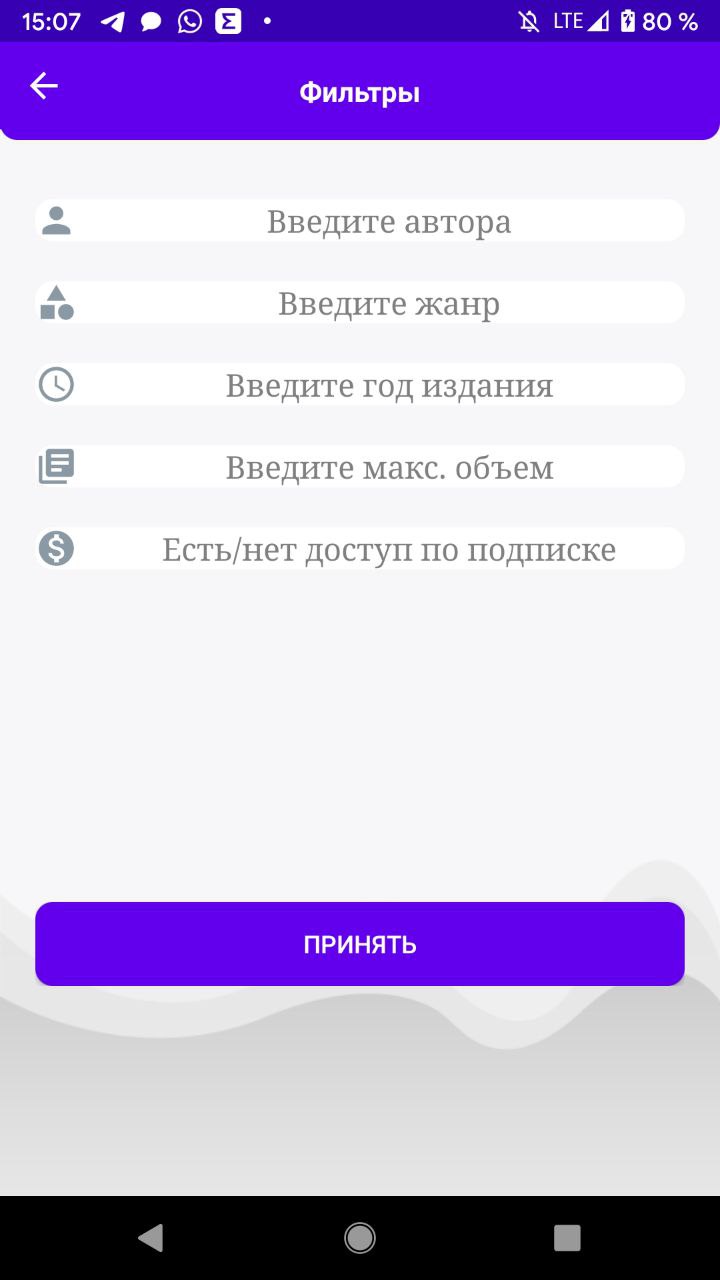 15:07 LTE 80 %
Фильтры
Введите автора
Введите жанр
Введите год издания
Введите макс. объем
Есть/нет доступ по подписке
ПРИНЯТЬ